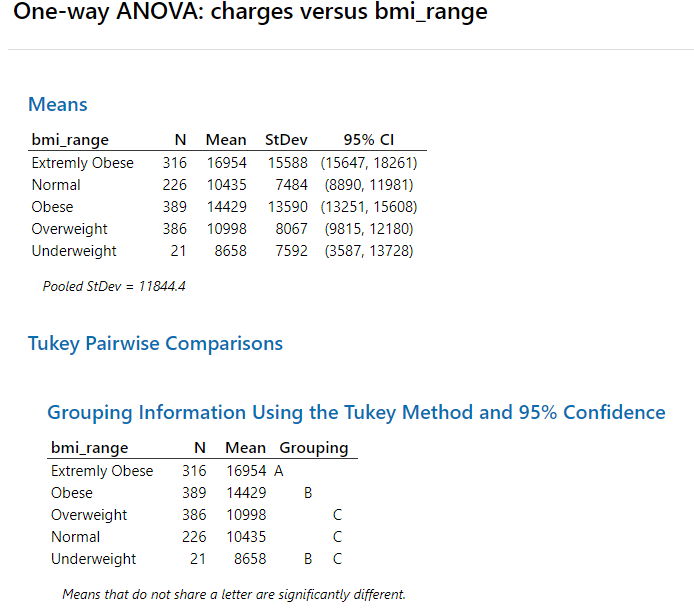 One-way ANOVA: charges versus bmi_range
Means
bmi_range N Mean StDev 95% CI
Extremly Obese 316 16954 15588 (15647, 18261)
Normal 226 10435 7484 (8890, 11981)
Obese 389 14429 13590 (13251, 15608)
Overweight 386 10998 8067 (9815, 12180)
Underweight 21 8658 7592 (3587, 13728)
Pooled StDev = 11844.4
Tukey Pairwise Comparisons
Grouping Information Using the Tukey Method and 95% Confidence
bmi_range N Mean Grouping
Extremly Obese 316 16954 A
Obese 389 14429 B
Overweight 386 10998 C
Normal 226 10435 C
Underweight 21 8658 B C
Means that do not share a letter are significantly different.